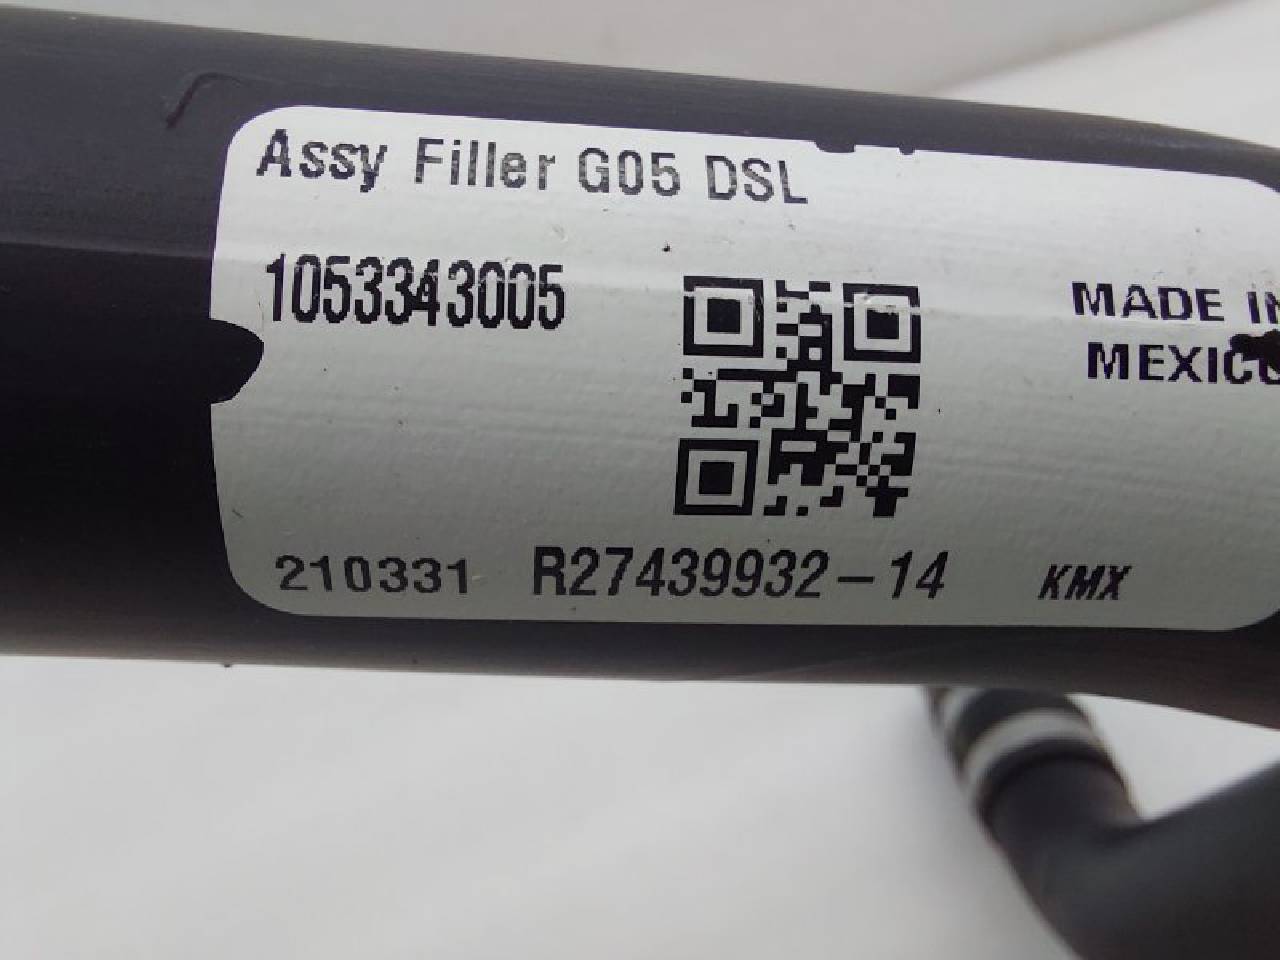 Assy Filler G05 DSL
1053343005
MADE IN
MEXICO
210331 R27439932-14 KMX